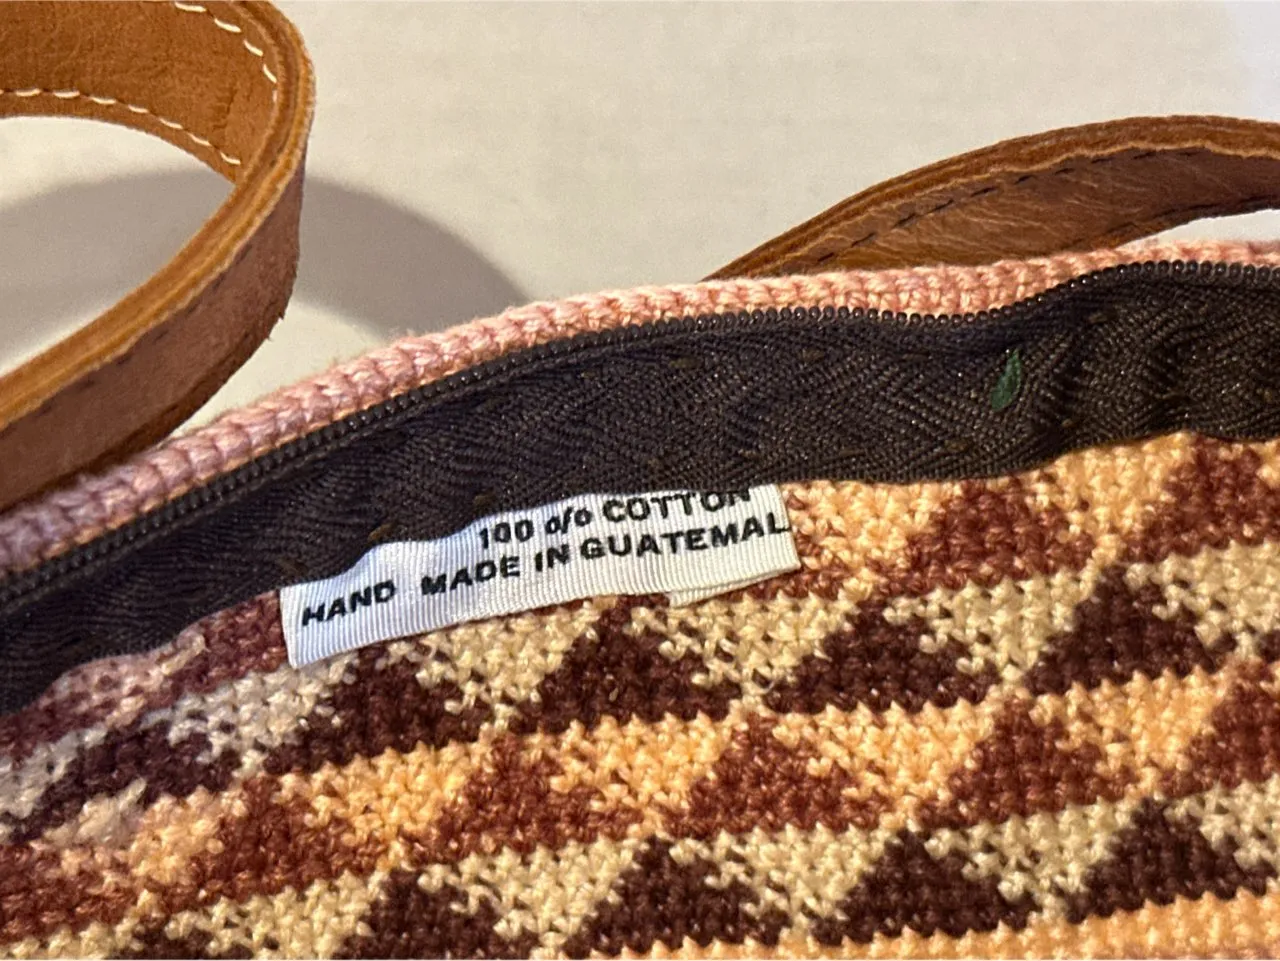 100 o/o COTTON
HAND MADE IN GUATEMAL